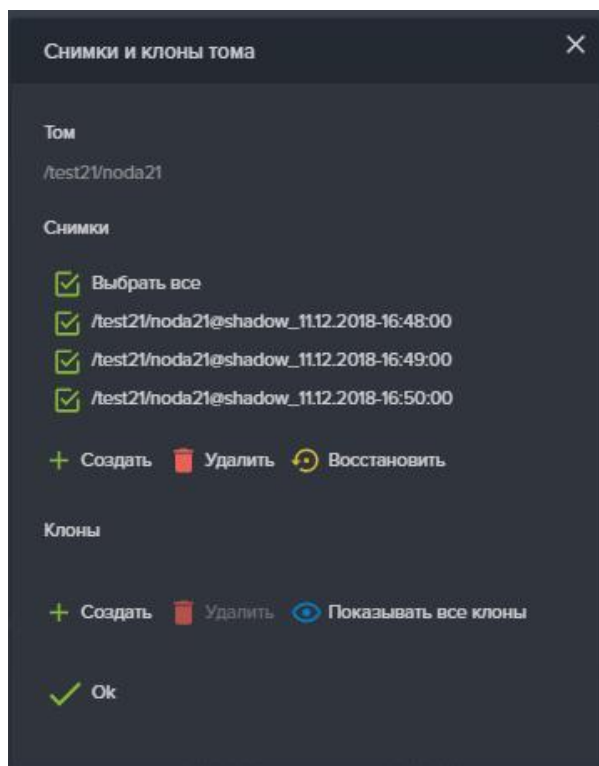 Снимки и клоны тома
Том
/test21/noda21
Снимки
Выбрать все
/test21/noda21@shadow_11.12.2018-16:48:00
/test21/noda21@shadow_11.12.2018-16:49:00
/test21/noda21@shadow_11.12.2018-16:50:00
Создать Удалить Восстановить
Клоны
Создать Удалить Показывать все клоны
Ok